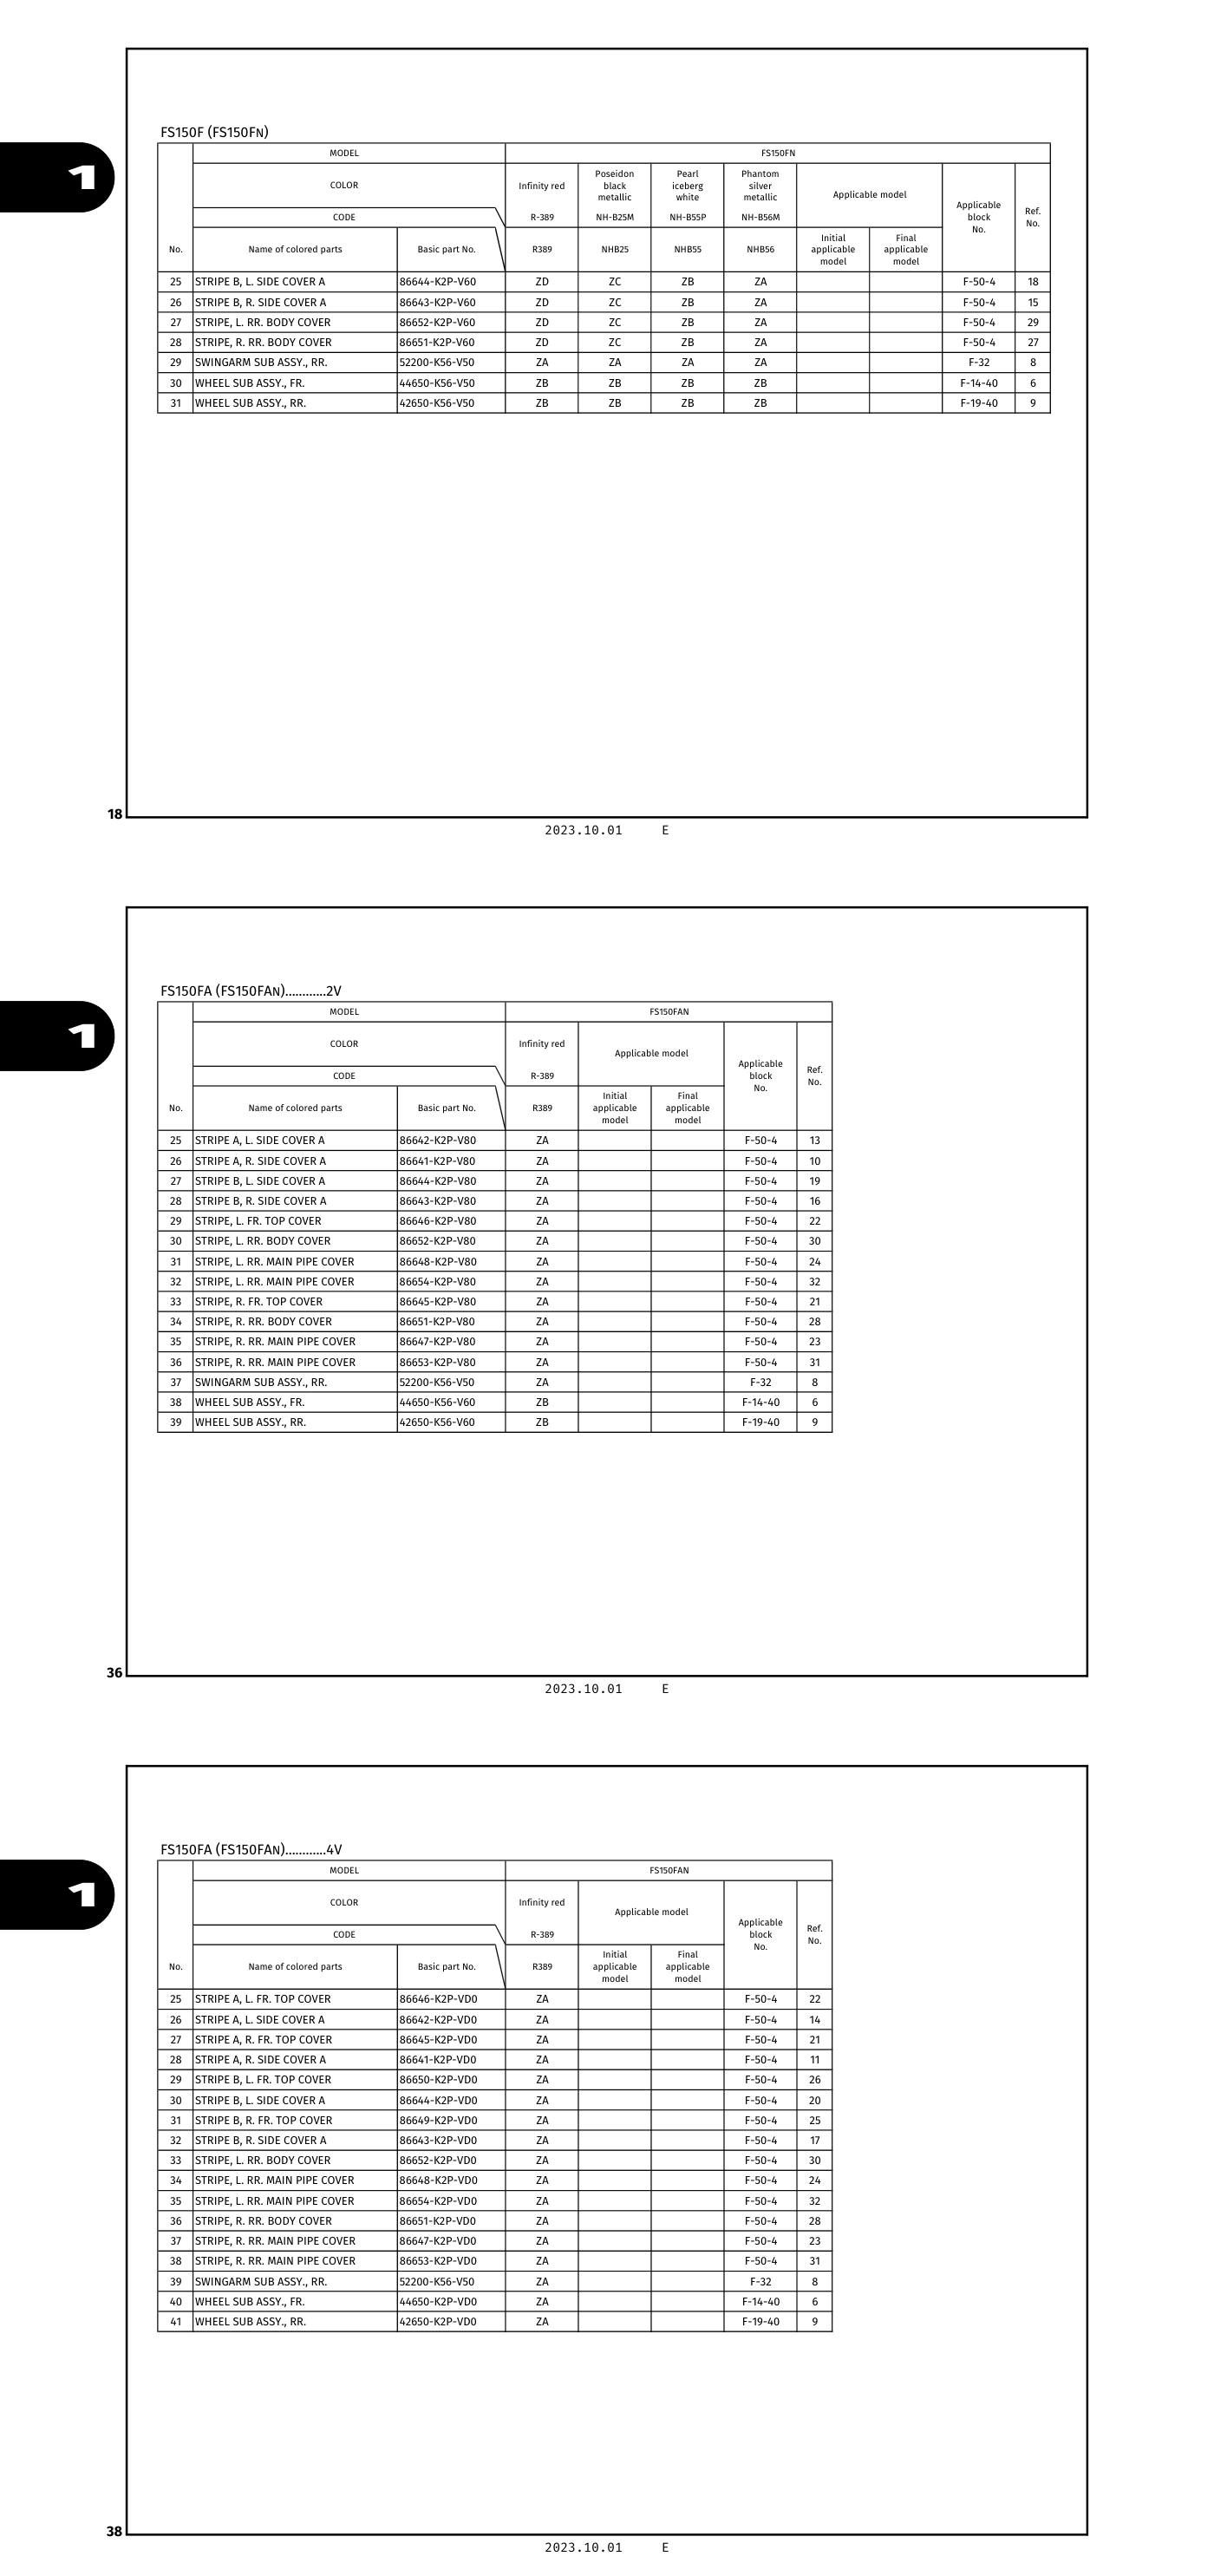 FS150F (FS150FN)
1
MODEL FS150FN
COLOR Infinity red Poseidon black metallic Pearl iceberg white Phantom silver metallic Applicable model Applicable block No. Ref. No.
CODE R-389 NH-B25M NH-B55P NH-B56M
No. Name of colored parts Basic part No. R389 NHB25 NHB55 NHB56 Initial applicable model Final applicable model
25 STRIPE B, L. SIDE COVER A 86644-K2P-V60 ZD ZC ZB ZA F-50-4 18
26 STRIPE B, R. SIDE COVER A 86643-K2P-V60 ZD ZC ZB ZA F-50-4 15
27 STRIPE, L. RR. BODY COVER 86652-K2P-V60 ZD ZC ZB ZA F-50-4 29
28 STRIPE, R. RR. BODY COVER 86651-K2P-V60 ZD ZC ZB ZA F-50-4 27
29 SWINGARM SUB ASSY., RR. 52200-K56-V50 ZA ZA ZA ZA F-32 8
30 WHEEL SUB ASSY., FR. 44650-K56-V50 ZB ZB ZB ZB F-14-40 6
31 WHEEL SUB ASSY., RR. 42650-K56-V50 ZB ZB ZB ZB F-19-40 9
18
2023.10.01 E
FS150FA (FS150FAN)............2V
1
MODEL FS150FAN
COLOR Infinity red Applicable model Applicable block No. Ref. No.
CODE R-389
No. Name of colored parts Basic part No. R389 Initial applicable model Final applicable model
25 STRIPE A, L. SIDE COVER A 86642-K2P-V80 ZA F-50-4 13
26 STRIPE A, R. SIDE COVER A 86641-K2P-V80 ZA F-50-4 10
27 STRIPE B, L. SIDE COVER A 86644-K2P-V80 ZA F-50-4 19
28 STRIPE B, R. SIDE COVER A 86643-K2P-V80 ZA F-50-4 16
29 STRIPE, L. FR. TOP COVER 86646-K2P-V80 ZA F-50-4 22
30 STRIPE, L. RR. BODY COVER 86652-K2P-V80 ZA F-50-4 30
31 STRIPE, L. RR. MAIN PIPE COVER 86648-K2P-V80 ZA F-50-4 24
32 STRIPE, L. RR. MAIN PIPE COVER 86654-K2P-V80 ZA F-50-4 32
33 STRIPE, R. FR. TOP COVER 86645-K2P-V80 ZA F-50-4 21
34 STRIPE, R. RR. BODY COVER 86651-K2P-V80 ZA F-50-4 28
35 STRIPE, R. RR. MAIN PIPE COVER 86647-K2P-V80 ZA F-50-4 23
36 STRIPE, R. RR. MAIN PIPE COVER 86653-K2P-V80 ZA F-50-4 31
37 SWINGARM SUB ASSY., RR. 52200-K56-V50 ZA F-32 8
38 WHEEL SUB ASSY., FR. 44650-K56-V60 ZB F-14-40 6
39 WHEEL SUB ASSY., RR. 42650-K56-V60 ZB F-19-40 9
36
2023.10.01 E
FS150FA (FS150FAN)............4V
1
MODEL FS150FAN
COLOR Infinity red Applicable model Applicable block No. Ref. No.
CODE R-389
No. Name of colored parts Basic part No. R389 Initial applicable model Final applicable model
25 STRIPE A, L. FR. TOP COVER 86646-K2P-VD0 ZA F-50-4 22
26 STRIPE A, L. SIDE COVER A 86642-K2P-VD0 ZA F-50-4 14
27 STRIPE A, R. FR. TOP COVER 86645-K2P-VD0 ZA F-50-4 21
28 STRIPE A, R. SIDE COVER A 86641-K2P-VD0 ZA F-50-4 11
29 STRIPE B, L. FR. TOP COVER 86650-K2P-VD0 ZA F-50-4 26
30 STRIPE B, L. SIDE COVER A 86644-K2P-VD0 ZA F-50-4 20
31 STRIPE B, R. FR. TOP COVER 86649-K2P-VD0 ZA F-50-4 25
32 STRIPE B, R. SIDE COVER A 86643-K2P-VD0 ZA F-50-4 17
33 STRIPE, L. RR. BODY COVER 86652-K2P-VD0 ZA F-50-4 30
34 STRIPE, L. RR. MAIN PIPE COVER 86648-K2P-VD0 ZA F-50-4 24
35 STRIPE, L. RR. MAIN PIPE COVER 86654-K2P-VD0 ZA F-50-4 32
36 STRIPE, R. RR. BODY COVER 86651-K2P-VD0 ZA F-50-4 28
37 STRIPE, R. RR. MAIN PIPE COVER 86647-K2P-VD0 ZA F-50-4 23
38 STRIPE, R. RR. MAIN PIPE COVER 86653-K2P-VD0 ZA F-50-4 31
39 SWINGARM SUB ASSY., RR. 52200-K56-V50 ZA F-32 8
40 WHEEL SUB ASSY., FR. 44650-K2P-VD0 ZA F-14-40 6
41 WHEEL SUB ASSY., RR. 42650-K2P-VD0 ZA F-19-40 9
38
2023.10.01 E